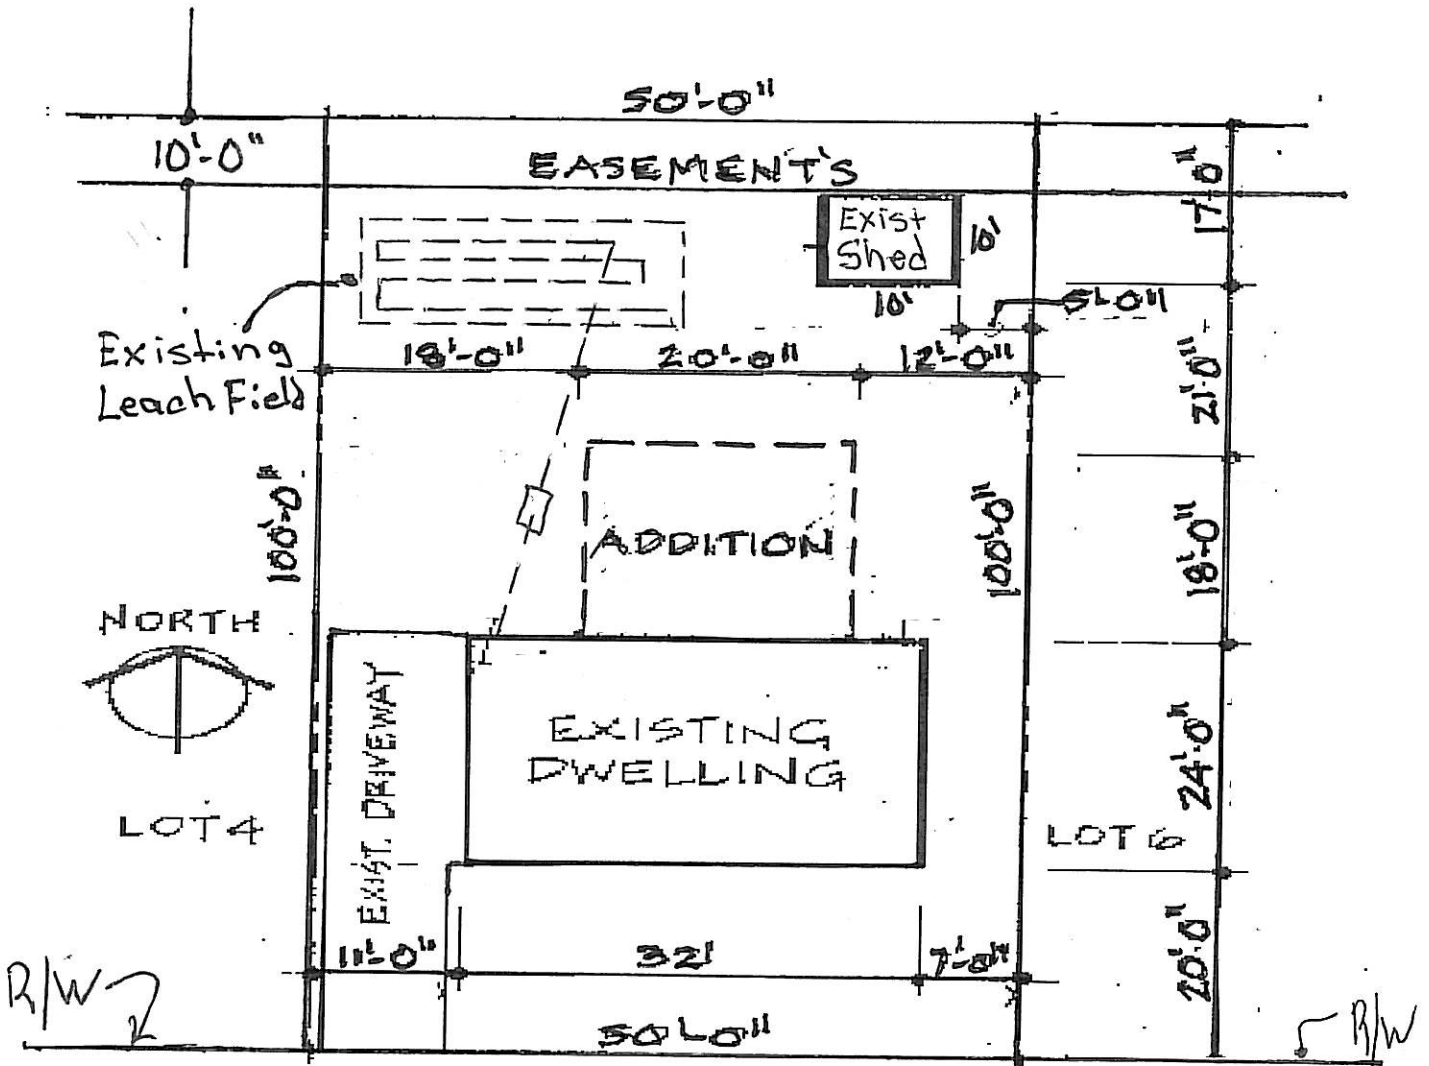 50'-0"
10'-0"
EASEMENT'S
17'-0"
Exist
Shed
10'
10'
5'-0"
Existing
Leach Field
18'-0"
20'-0"
12'-0"
21'-0"
100'-0"
100'-0"
18'-0"
ADDITION
NORTH
EXIST. DRIVEWAY
EXISTING
DWELLING
24'-0"
LOT 4
LOT 6
11'-0"
32'
7'-0"
20'-0"
R/W
50'-0"
R/W